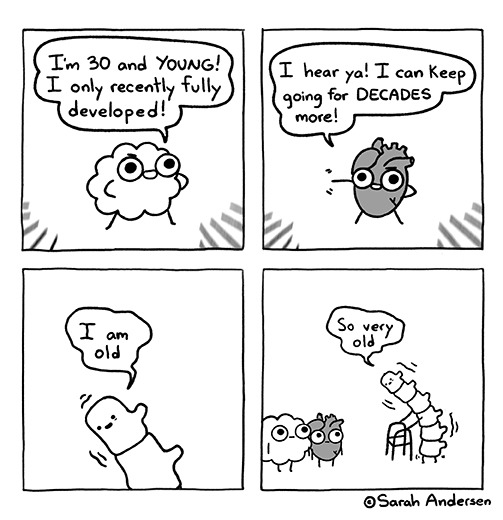 I'm 30 and YOUNG!
I only recently fully
developed!
I hear ya! I can keep
going for DECADES
more!
I am
old
So very
old
©Sarah Andersen